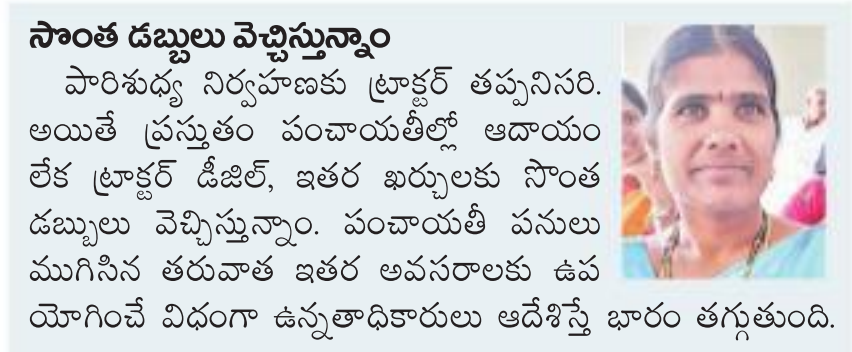 సొంత డబ్బులు వెచ్చిస్తున్నాం
పారిశుధ్య నిర్వహణకు ట్రాక్టర్ తప్పనిసరి.
అయితే ప్రస్తుతం పంచాయతీల్లో ఆదాయం
లేక ట్రాక్టర్ డీజిల్, ఇతర ఖర్చులకు సొంత
డబ్బులు వెచ్చిస్తున్నాం. పంచాయతీ పనులు
ముగిసిన తరువాత ఇతర అవసరాలకు ఉప
యోగించే విధంగా ఉన్నతాధికారులు ఆదేశిస్తే భారం తగ్గుతుంది.